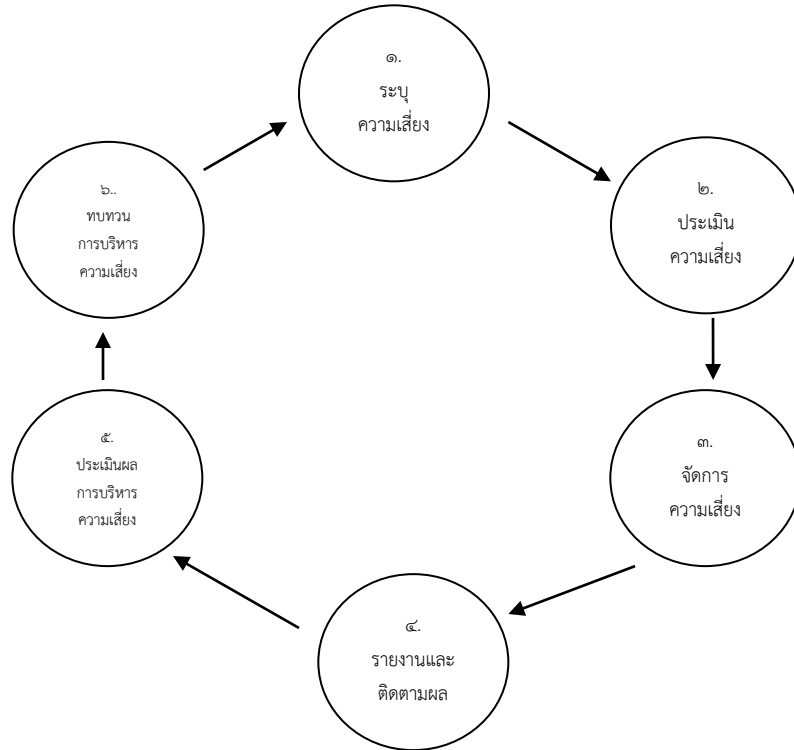 ๑.
ระบุ
ความเสี่ยง
๒.
ประเมิน
ความเสี่ยง
๓.
จัดการ
ความเสี่ยง
๔.
รายงานและ
ติดตามผล
๕.
ประเมินผล
การบริหาร
ความเสี่ยง
๖..
ทบทวน
การบริหาร
ความเสี่ยง